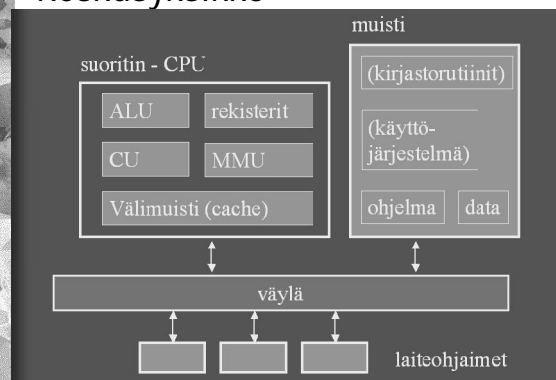 muisti
suoritin - CPU
(kirjastorutiinit)
ALU
rekisterit
(käyttö-
järjestelmä)
CU
MMU
Välimuisti (cache)
ohjelma
data
väylä
laiteohjaimet